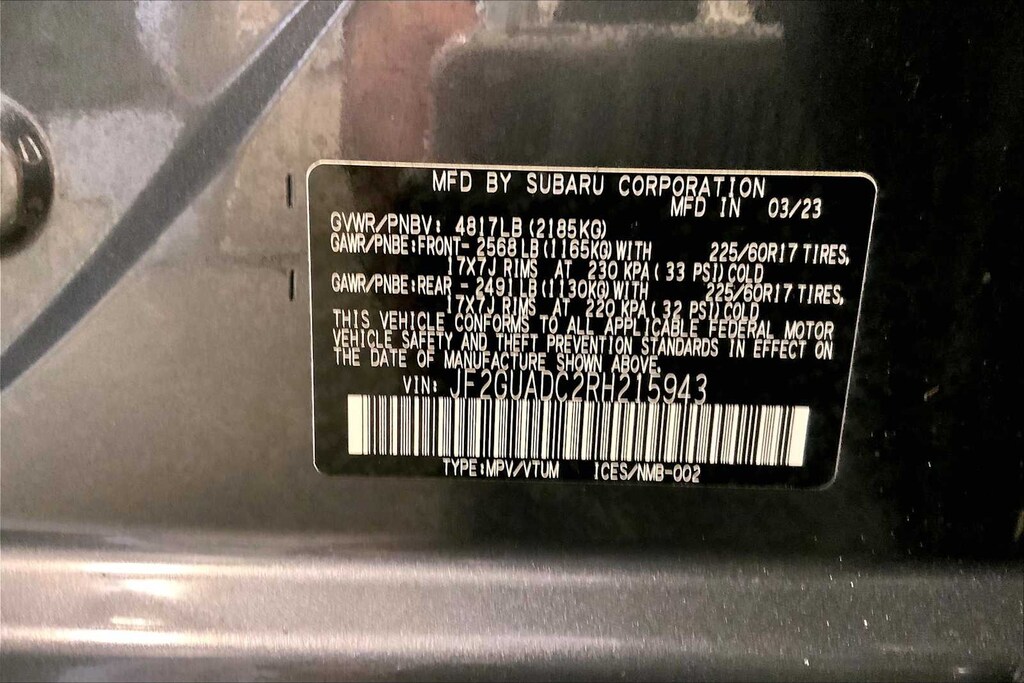 MFD BY SUBARU CORPORATION
MFD IN 03/23
GVWR/PNBV: 4817LB (2185KG)
GAWR/PNBE:FRONT- 2568 LB (1165KG) WITH 225/60R17 TIRES,
17X7J RIMS AT 230 KPA ( 33 PSI) COLD
GAWR/PNBE:REAR - 2491 LB (1130KG) WITH 225/60R17 TIRES,
17X7J RIMS AT 220 KPA ( 32 PSI) COLD
THIS VEHICLE CONFORMS TO ALL APPLICABLE FEDERAL MOTOR
VEHICLE SAFETY AND THEFT PREVENTION STANDARDS IN EFFECT ON
THE DATE OF MANUFACTURE SHOWN ABOVE.
VIN: JF2GUADC2RH215943
TYPE:MPV/VTUM ICES/NMB-002